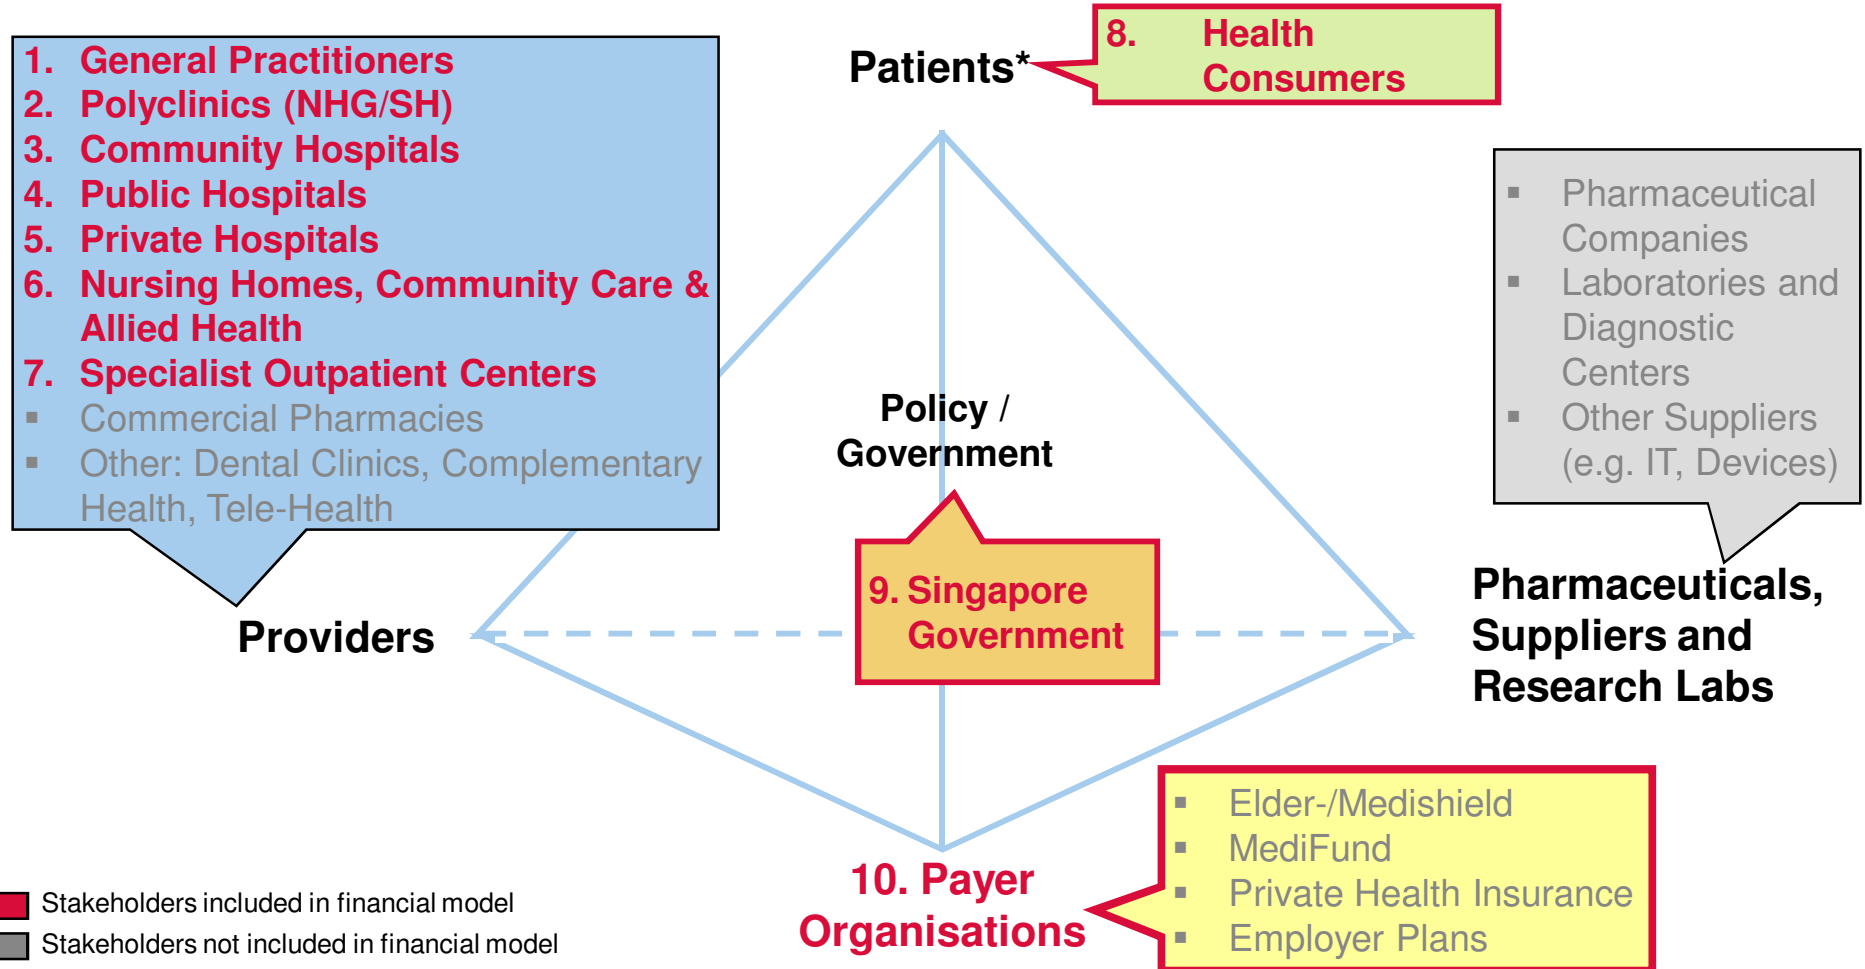 1. General Practitioners
2. Polyclinics (NHG/SH)
3. Community Hospitals
4. Public Hospitals
5. Private Hospitals
6. Nursing Homes, Community Care &
Allied Health
7. Specialist Outpatient Centers
▪ Commercial Pharmacies
▪ Other: Dental Clinics, Complementary
Health, Tele-Health
Providers
Patients*
8. Health
Consumers
Policy /
Government
9. Singapore
Government
▪ Pharmaceutical
Companies
▪ Laboratories and
Diagnostic
Centers
▪ Other Suppliers
(e.g. IT, Devices)
Pharmaceuticals,
Suppliers and
Research Labs
10. Payer
Organisations
▪ Elder-/Medishield
▪ MediFund
▪ Private Health Insurance
▪ Employer Plans
Stakeholders included in financial model
Stakeholders not included in financial model